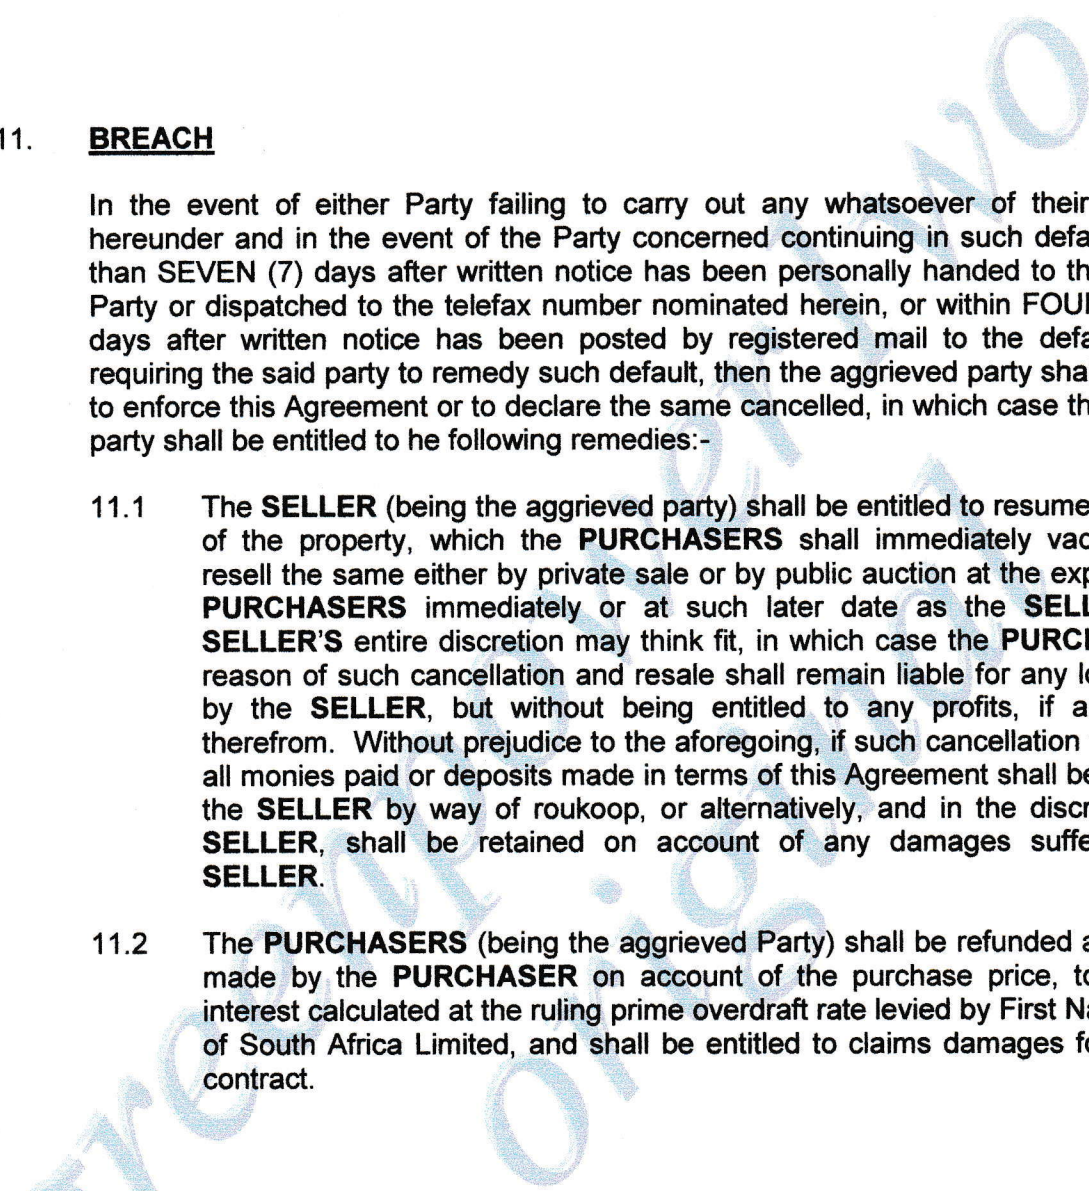 11. BREACH
In the event of either Party failing to carry out any whatsoever of their
hereunder and in the event of the Party concerned continuing in such defa
than SEVEN (7) days after written notice has been personally handed to th
Party or dispatched to the telefax number nominated herein, or within FOU
days after written notice has been posted by registered mail to the defa
requiring the said party to remedy such default, then the aggrieved party sha
to enforce this Agreement or to declare the same cancelled, in which case th
party shall be entitled to he following remedies:-
11.1 The SELLER (being the aggrieved party) shall be entitled to resume
of the property, which the PURCHASERS shall immediately vac
resell the same either by private sale or by public auction at the exp
PURCHASERS immediately or at such later date as the SELL
SELLER'S entire discretion may think fit, in which case the PURCH
reason of such cancellation and resale shall remain liable for any lo
by the SELLER, but without being entitled to any profits, if a
therefrom. Without prejudice to the aforegoing, if such cancellation
all monies paid or deposits made in terms of this Agreement shall be
the SELLER by way of roukoop, or alternatively, and in the discr
SELLER, shall be retained on account of any damages suffe
SELLER.
11.2 The PURCHASERS (being the aggrieved Party) shall be refunded a
made by the PURCHASER on account of the purchase price, to
interest calculated at the ruling prime overdraft rate levied by First Na
of South Africa Limited, and shall be entitled to claims damages fo
contract.
original